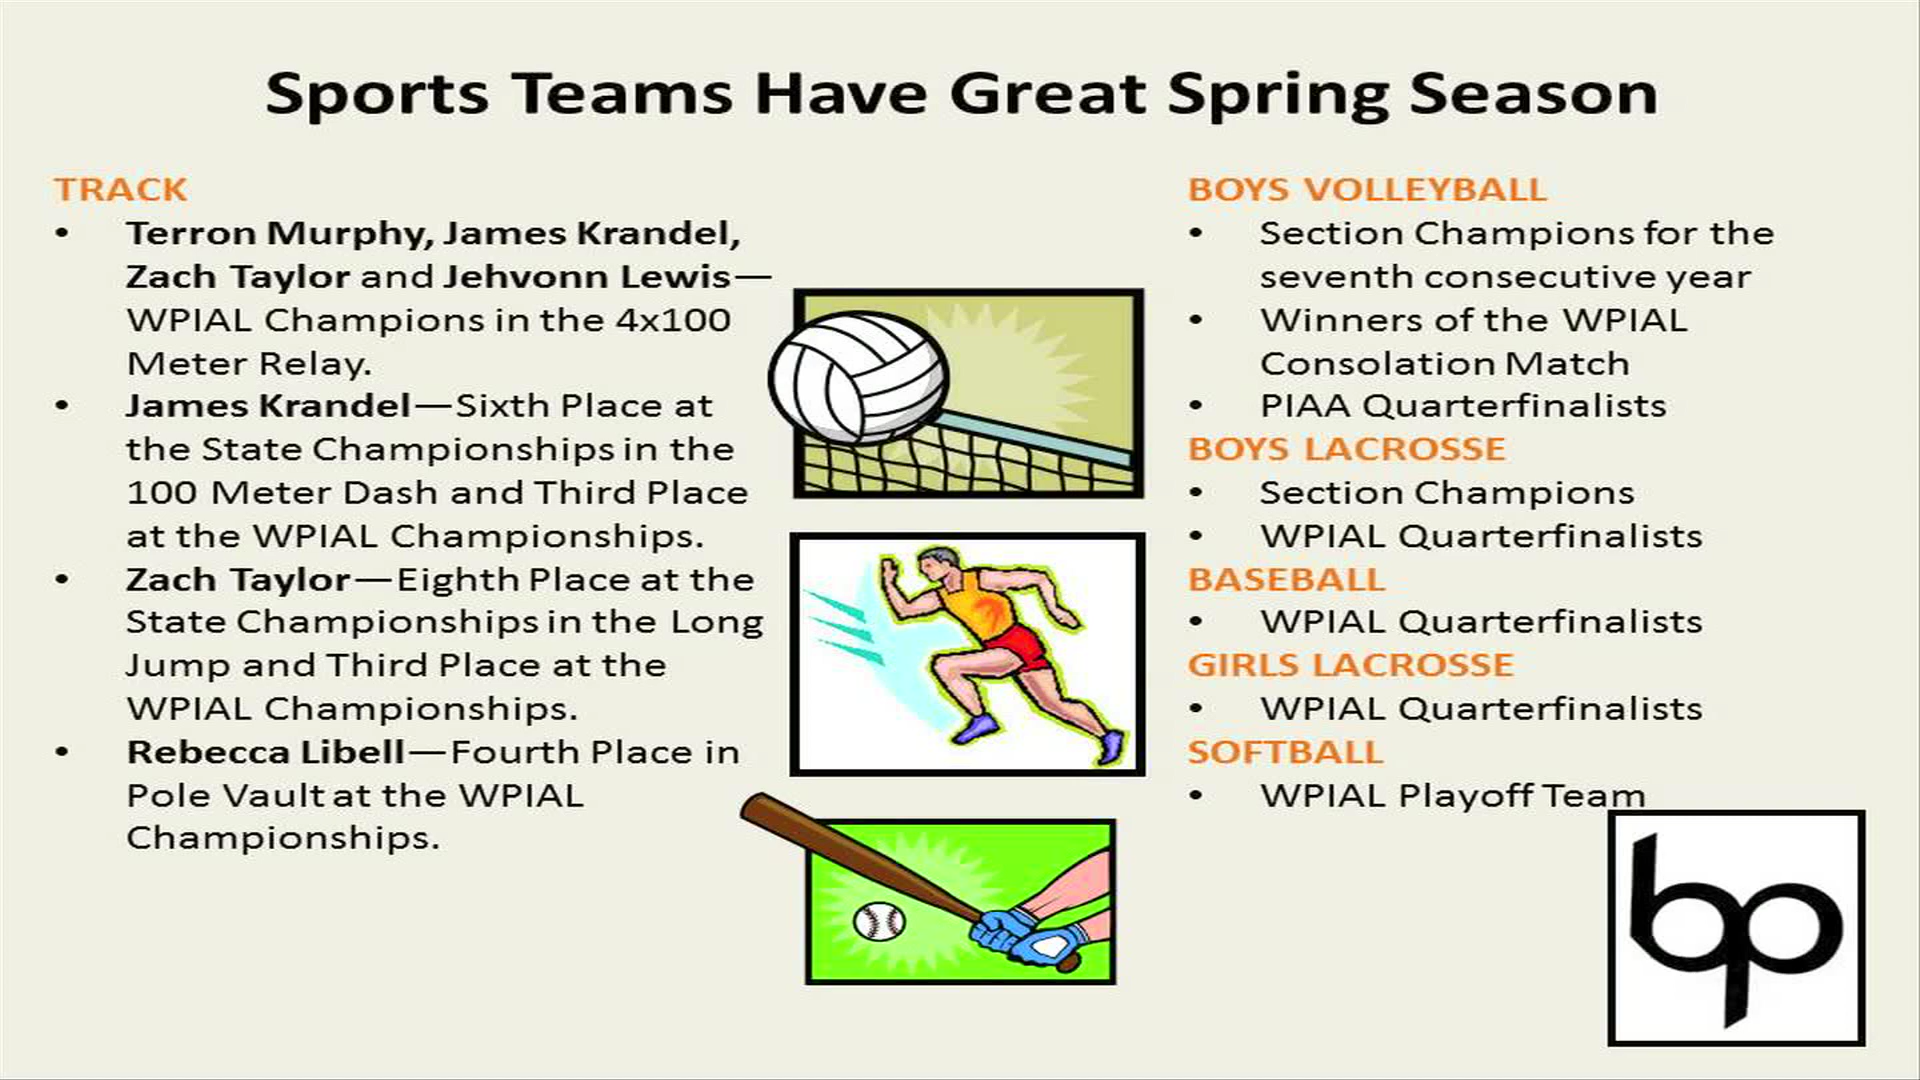 Sports Teams Have Great Spring Season
TRACK
• Terron Murphy, James Krandel,
Zach Taylor and Jehvonn Lewis—
WPIAL Champions in the 4x100
Meter Relay.
• James Krandel—Sixth Place at
the State Championships in the
100 Meter Dash and Third Place
at the WPIAL Championships.
• Zach Taylor—Eighth Place at the
State Championships in the Long
Jump and Third Place at the
WPIAL Championships.
• Rebecca Libell—Fourth Place in
Pole Vault at the WPIAL
Championships.
BOYS VOLLEYBALL
• Section Champions for the
seventh consecutive year
• Winners of the WPIAL
Consolation Match
• PIAA Quarterfinalists
BOYS LACROSSE
• Section Champions
• WPIAL Quarterfinalists
BASEBALL
• WPIAL Quarterfinalists
GIRLS LACROSSE
• WPIAL Quarterfinalists
SOFTBALL
• WPIAL Playoff Team
bp